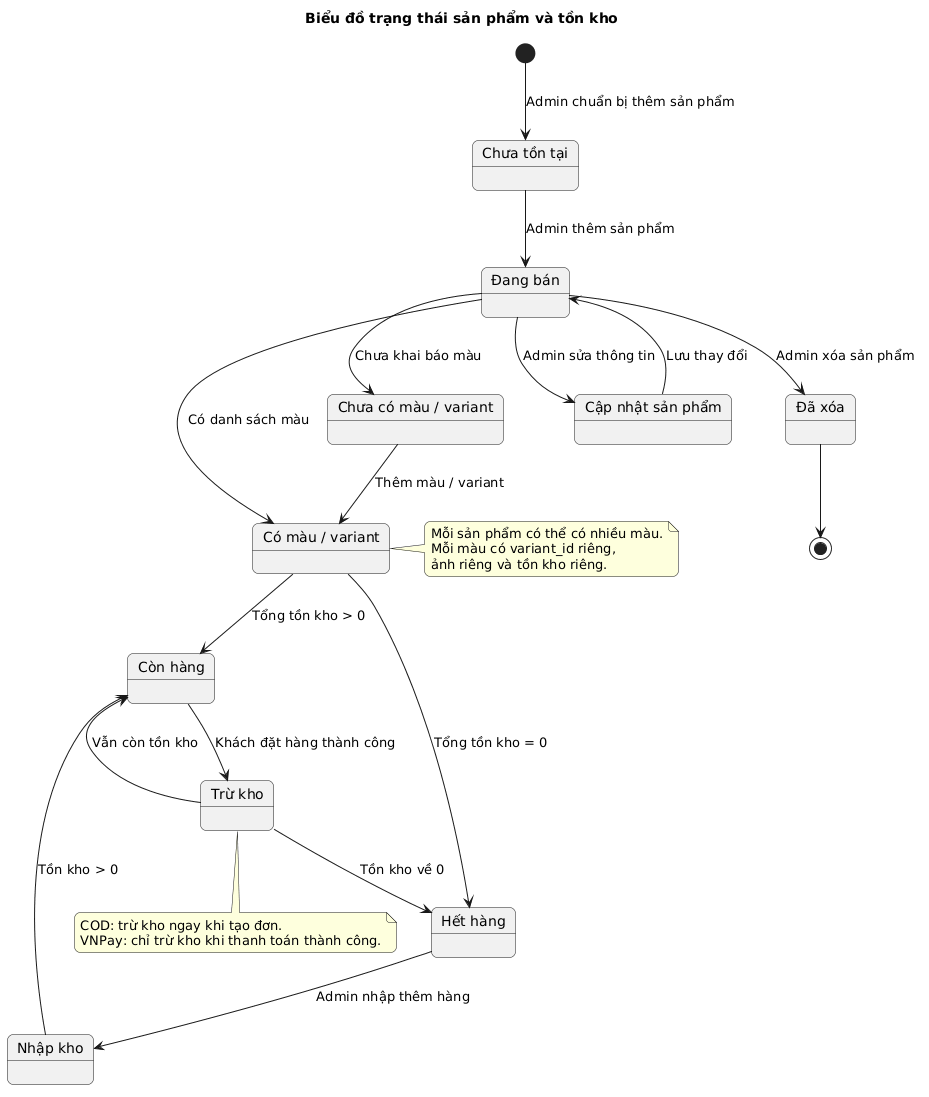 Biểu đồ trạng thái sản phẩm và tồn kho
Admin chuẩn bị thêm sản phẩm
Chưa tồn tại
Admin thêm sản phẩm
Đang bán
Chưa khai báo màu
Admin sửa thông tin
Lưu thay đổi
Admin xóa sản phẩm
Có danh sách màu
Chưa có màu / variant
Cập nhật sản phẩm
Đã xóa
Thêm màu / variant
Có màu / variant
Mỗi sản phẩm có thể có nhiều màu.
Mỗi màu có variant_id riêng,
ảnh riêng và tồn kho riêng.
Tổng tồn kho > 0
Còn hàng
Vẫn còn tồn kho
Khách đặt hàng thành công
Tổng tồn kho = 0
Trừ kho
Tồn kho > 0
Tồn kho về 0
COD: trừ kho ngay khi tạo đơn.
VNPay: chỉ trừ kho khi thanh toán thành công.
Hết hàng
Admin nhập thêm hàng
Nhập kho